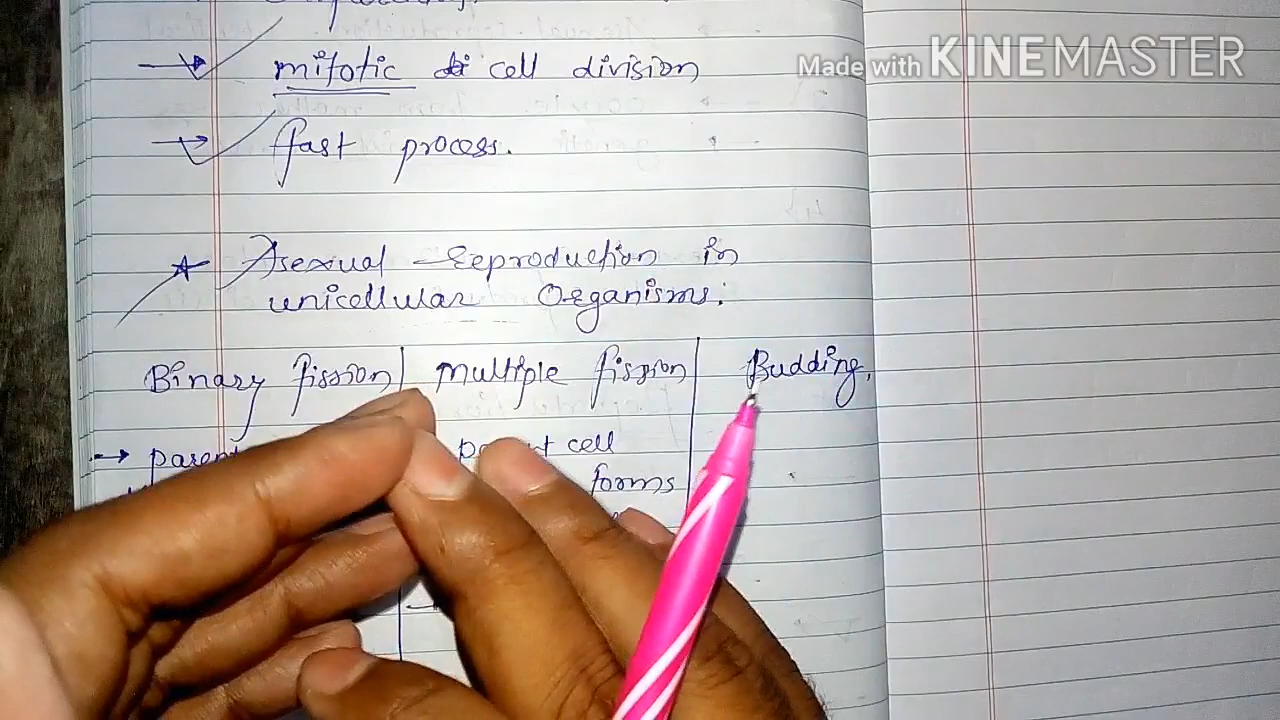 Made with KINEMASTER
mitotic cell division
fast process.
Asexual reproduction in
unicellular Organisms:
Binary fission | multiple fission | Budding,
→ parent cell
forms